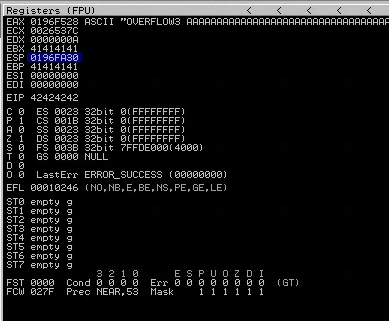 Registers (FPU) < < < <
EAX 0196F528 ASCII "OVERFLOW3 AAAAAAAAAAAAAAAAAAAAAAAAAAAAAAAA
ECX 0026537C
EDX 0000000A
EBX 41414141
ESP 0196FA30
EBP 41414141
ESI 00000000
EDI 00000000
EIP 42424242
C 0 ES 0023 32bit 0(FFFFFFFF)
P 1 CS 001B 32bit 0(FFFFFFFF)
A 0 SS 0023 32bit 0(FFFFFFFF)
Z 1 DS 0023 32bit 0(FFFFFFFF)
S 0 FS 003B 32bit 7FFDE000(4000)
T 0 GS 0000 NULL
D 0
O 0 LastErr ERROR_SUCCESS (00000000)
EFL 00010246 (NO,NB,E,BE,NS,PE,GE,LE)
ST0 empty g
ST1 empty g
ST2 empty g
ST3 empty g
ST4 empty g
ST5 empty g
ST6 empty g
ST7 empty g
3 2 1 0 E S P U O Z D I
FST 0000 Cond 0 0 0 0 Err 0 0 0 0 0 0 0 0 (GT)
FCW 027F Prec NEAR,53 Mask 1 1 1 1 1 1